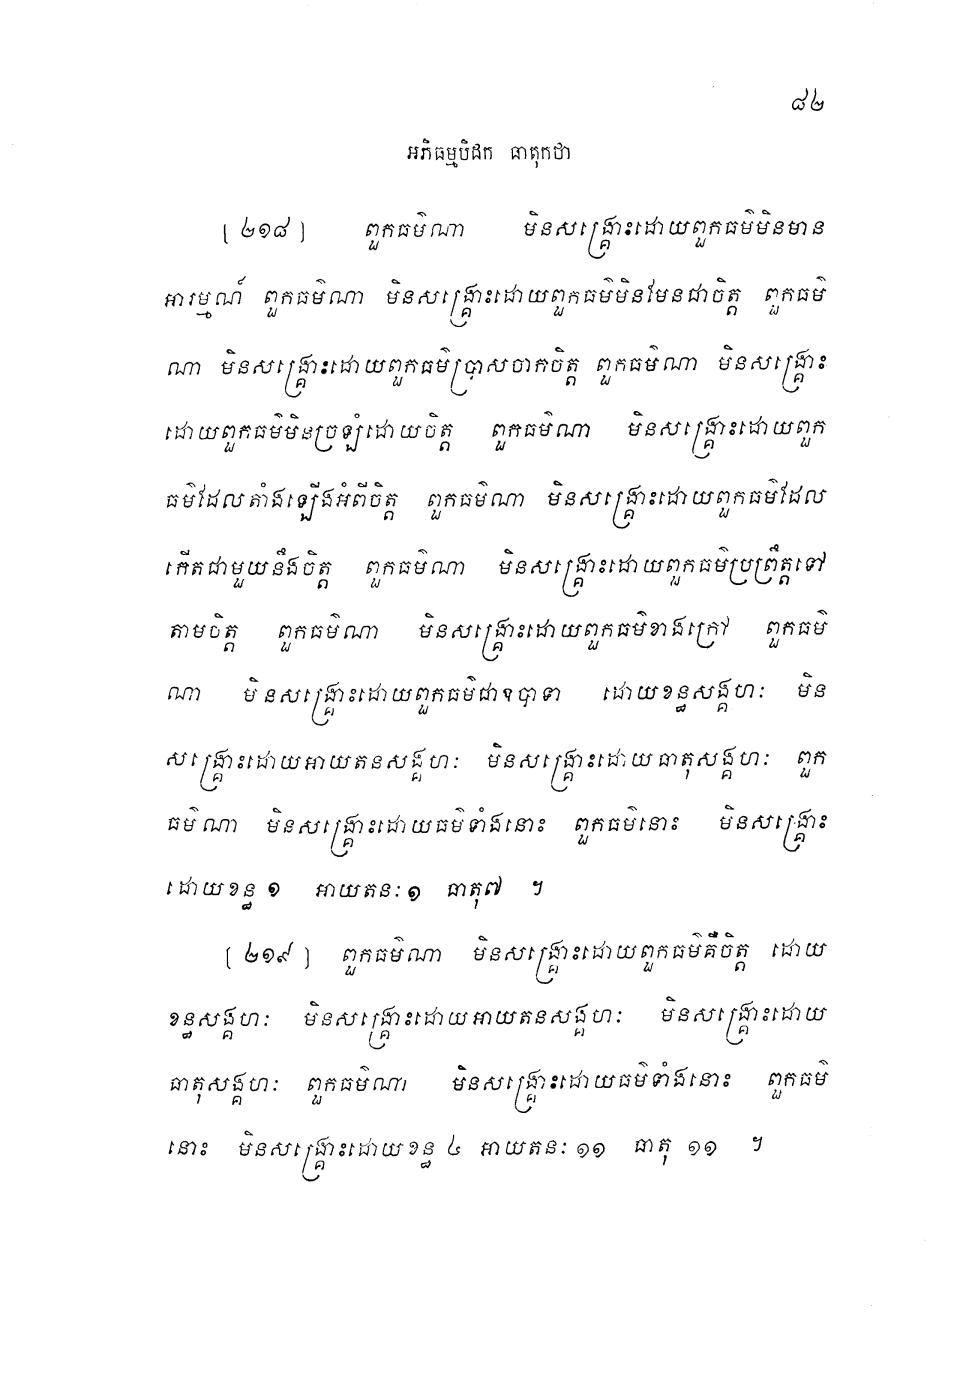 ៨២
អភិធម្មបិដក ធាតុកថា
[២១៨] ពួកធម៌ណា មិនសង្គ្រោះដោយពួកធម៌មិនមាន
អារម្មណ៍ ពួកធម៌ណា មិនសង្គ្រោះដោយពួកធម៌មិនមែនជាចិត្ត ពួកធម៌
ណា មិនសង្គ្រោះដោយពួកធម៌ប្រាសចាកចិត្ត ពួកធម៌ណា មិនសង្គ្រោះ
ដោយពួកធម៌មិនច្រឡំដោយចិត្ត ពួកធម៌ណា មិនសង្គ្រោះដោយពួក
ធម៌ដែលតាំងឡើងអំពីចិត្ត ពួកធម៌ណា មិនសង្គ្រោះដោយពួកធម៌ដែល
កើតជាមួយនឹងចិត្ត ពួកធម៌ណា មិនសង្គ្រោះដោយពួកធម៌ប្រព្រឹត្តទៅ
តាមចិត្ត ពួកធម៌ណា មិនសង្គ្រោះដោយពួកធម៌ខាងក្រៅ ពួកធម៌
ណា មិនសង្គ្រោះដោយពួកធម៌ជាឧបាទា ដោយខន្ធសង្គហៈ មិន
សង្គ្រោះដោយអាយតនសង្គហៈ មិនសង្គ្រោះដោយធាតុសង្គហៈ ពួក
ធម៌ណា មិនសង្គ្រោះដោយធម៌ទាំងនោះ ពួកធម៌នោះ មិនសង្គ្រោះ
ដោយខន្ធ ១ អាយតនៈ ១ ធាតុ៧ ។
[២១៩] ពួកធម៌ណា មិនសង្គ្រោះដោយពួកធម៌គឺចិត្ត ដោយ
ខន្ធសង្គហៈ មិនសង្គ្រោះដោយអាយតនសង្គហៈ មិនសង្គ្រោះដោយ
ធាតុសង្គហៈ ពួកធម៌ណា មិនសង្គ្រោះដោយធម៌ទាំងនោះ ពួកធម៌
នោះ មិនសង្គ្រោះដោយខន្ធ ៤ អាយតនៈ ១១ ធាតុ ១១ ។